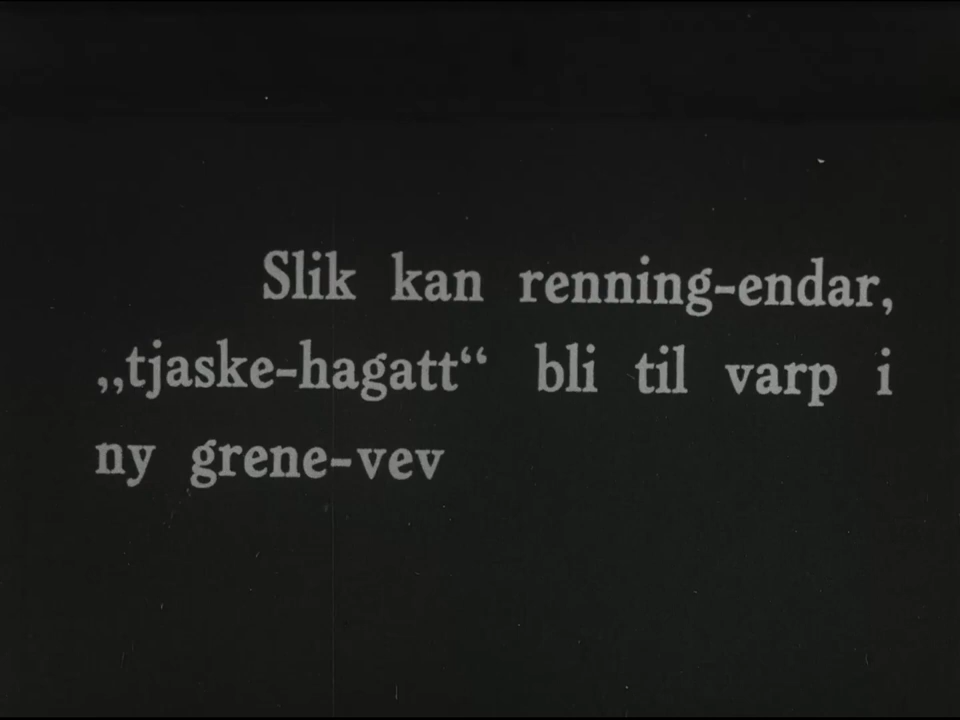 Slik kan renning-endar,
„tjaske-hagatt“ bli til varp i
ny grene-vev